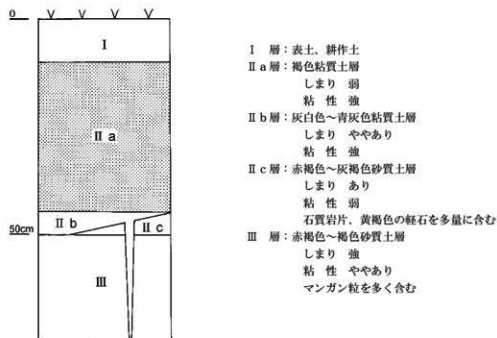 0
I
Ⅱ a
Ⅱ b
Ⅱ c
50cm
Ⅲ
I 層：表土、耕作土
Ⅱ a 層：褐色粘質土層
しまり 弱
粘 性 強
Ⅱ b 層：灰白色～青灰色粘質土層
しまり ややあり
粘 性 強
Ⅱ c 層：赤褐色～灰褐色砂質土層
しまり あり
粘 性 弱
石質岩片、黄褐色の軽石を多量に含む
Ⅲ 層：赤褐色～褐色砂質土層
しまり 強
粘 性 ややあり
マンガン粒を多く含む